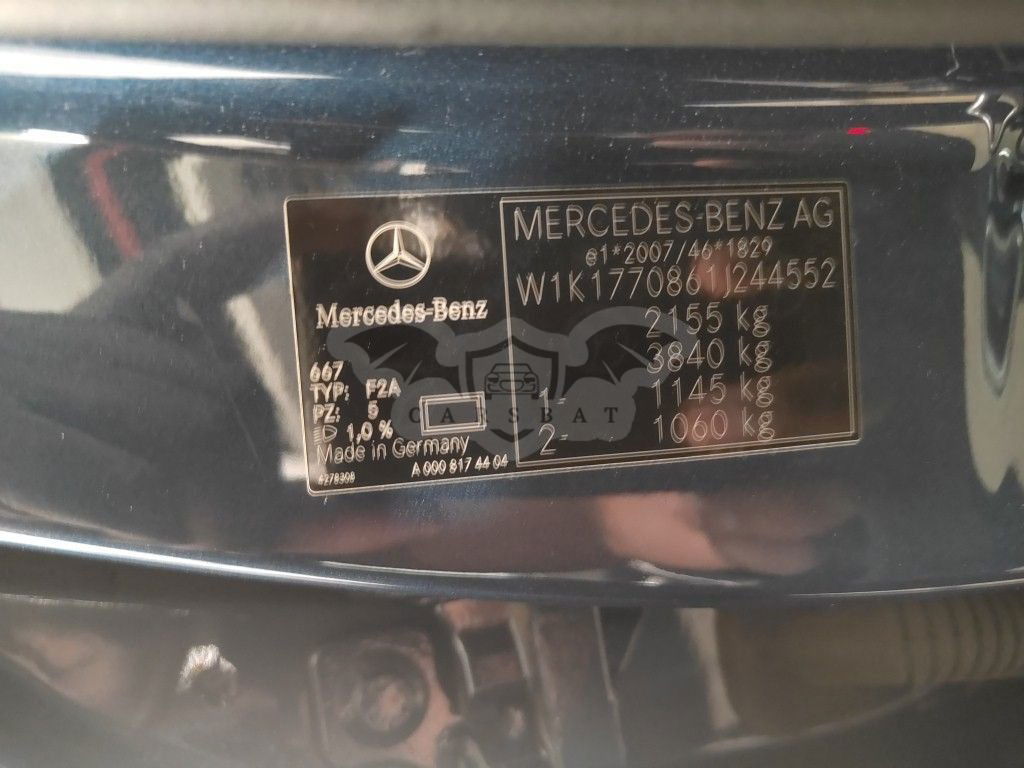 Mercedes-Benz
667
TYP: F2A
PZ: 5
1,0 %
Made in Germany
4278308
A 000 817 44 04
MERCEDES-BENZ AG
e1*2007/46*1829
W1K1770861J244552
2155 kg
3840 kg
1- 1145 kg
2- 1060 kg
CARSBAT